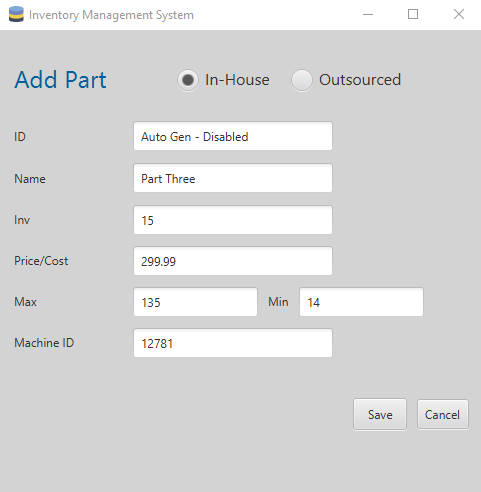 Inventory Management System
Add Part In-House Outsourced
ID Auto Gen - Disabled
Name Part Three
Inv 15
Price/Cost 299.99
Max 135 Min 14
Machine ID 12781
Save Cancel